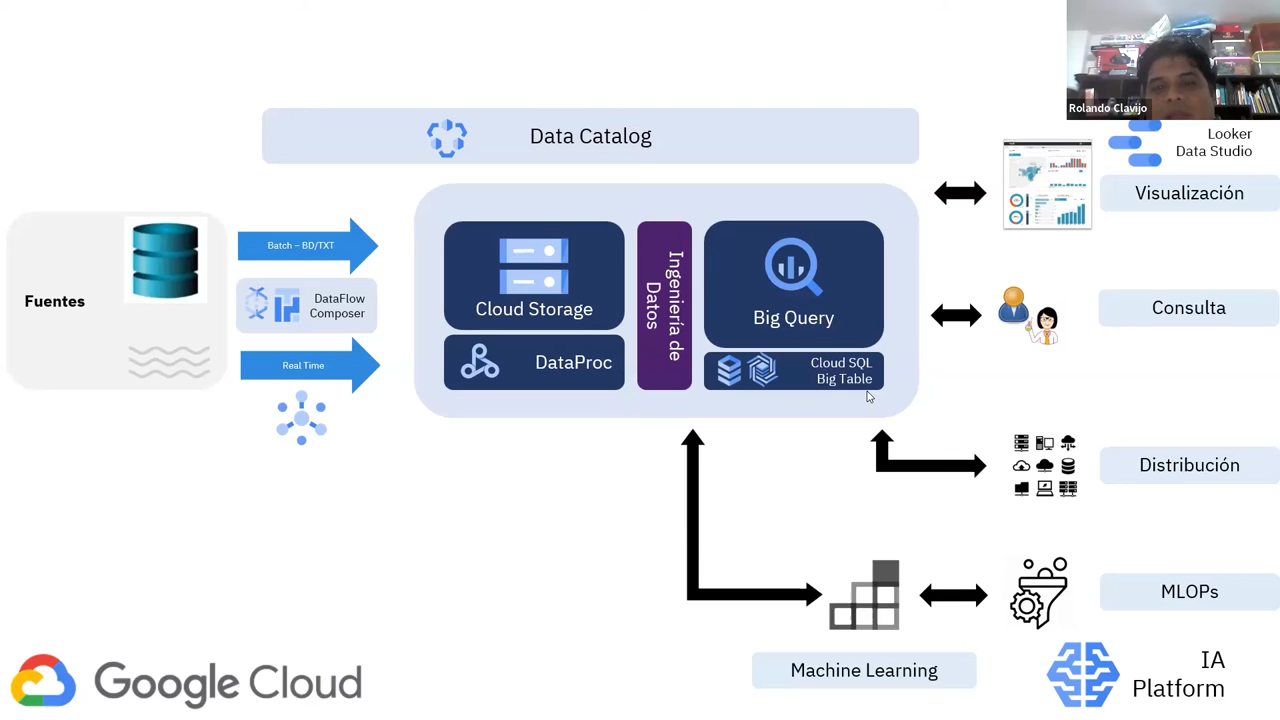 Rolando Clavijo
Data Catalog
Looker
Data Studio
Visualización
Fuentes
Batch – BD/TXT
DataFlow
Composer
Real Time
Cloud Storage
DataProc
Ingeniería de
Datos
Big Query
Cloud SQL
Big Table
Consulta
Distribución
MLOPs
Machine Learning
IA
Platform
Google Cloud